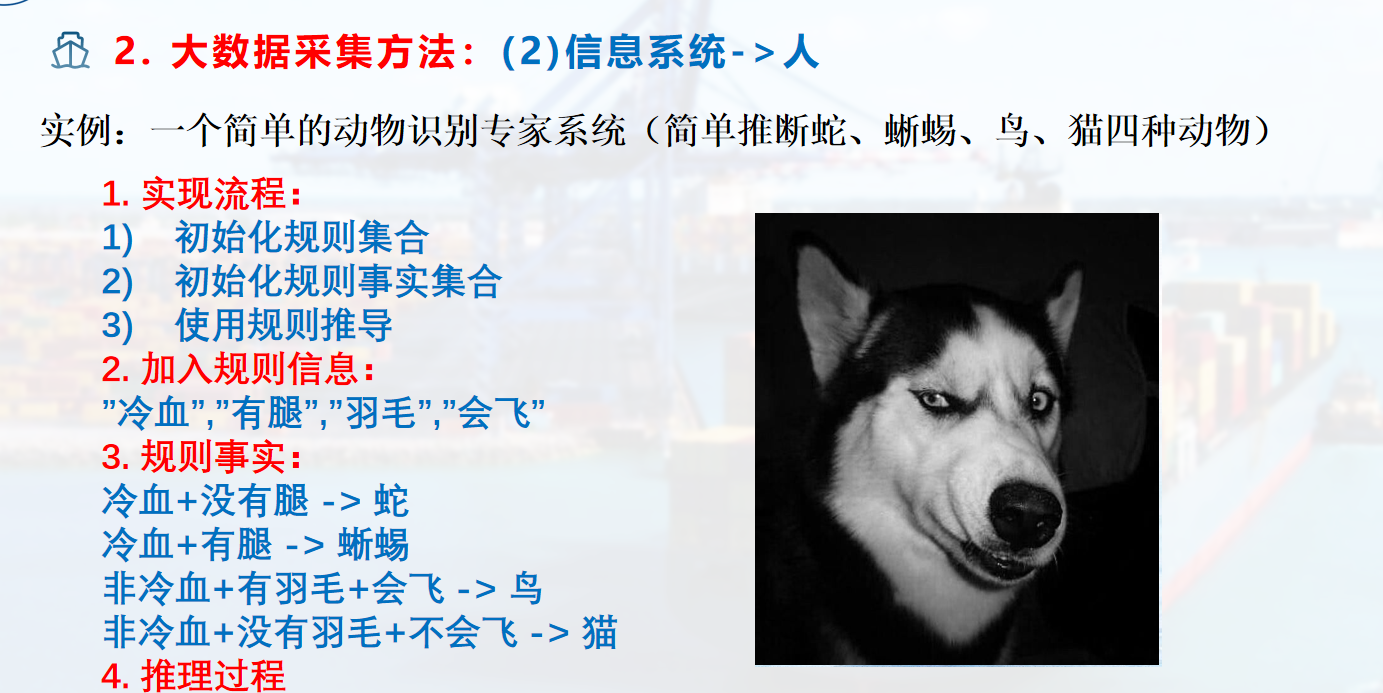 2. 大数据采集方法：(2)信息系统->人
实例：一个简单的动物识别专家系统（简单推断蛇、蜥蜴、鸟、猫四种动物）
1. 实现流程：
1) 初始化规则集合
2) 初始化规则事实集合
3) 使用规则推导
2. 加入规则信息：
”冷血”,”有腿”,”羽毛”,”会飞”
3. 规则事实：
冷血+没有腿 -> 蛇
冷血+有腿 -> 蜥蜴
非冷血+有羽毛+会飞 -> 鸟
非冷血+没有羽毛+不会飞 -> 猫
4. 推理过程